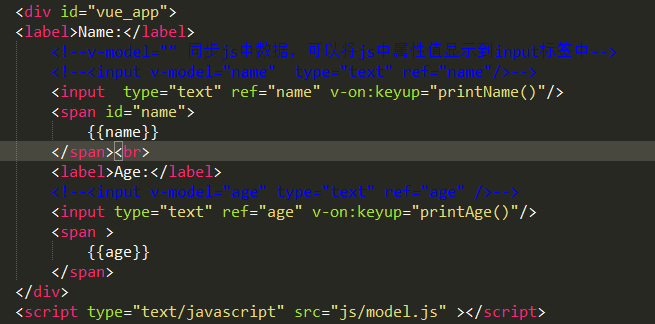 <div id="vue_app">
<label>Name:</label>
<!--v-model="" 同步js中数据，可以将js中属性值显示到input标签中-->
<!--<input v-model="name"  type="text" ref="name"/>-->
<input  type="text" ref="name" v-on:keyup="printName()"/>
<span id="name">
{{name}}
</span><br>
<label>Age:</label>
<!--<input v-model="age" type="text" ref="age" />-->
<input type="text" ref="age" v-on:keyup="printAge()"/>
<span >
{{age}}
</span>
</div>
<script type="text/javascript" src="js/model.js" ></script>